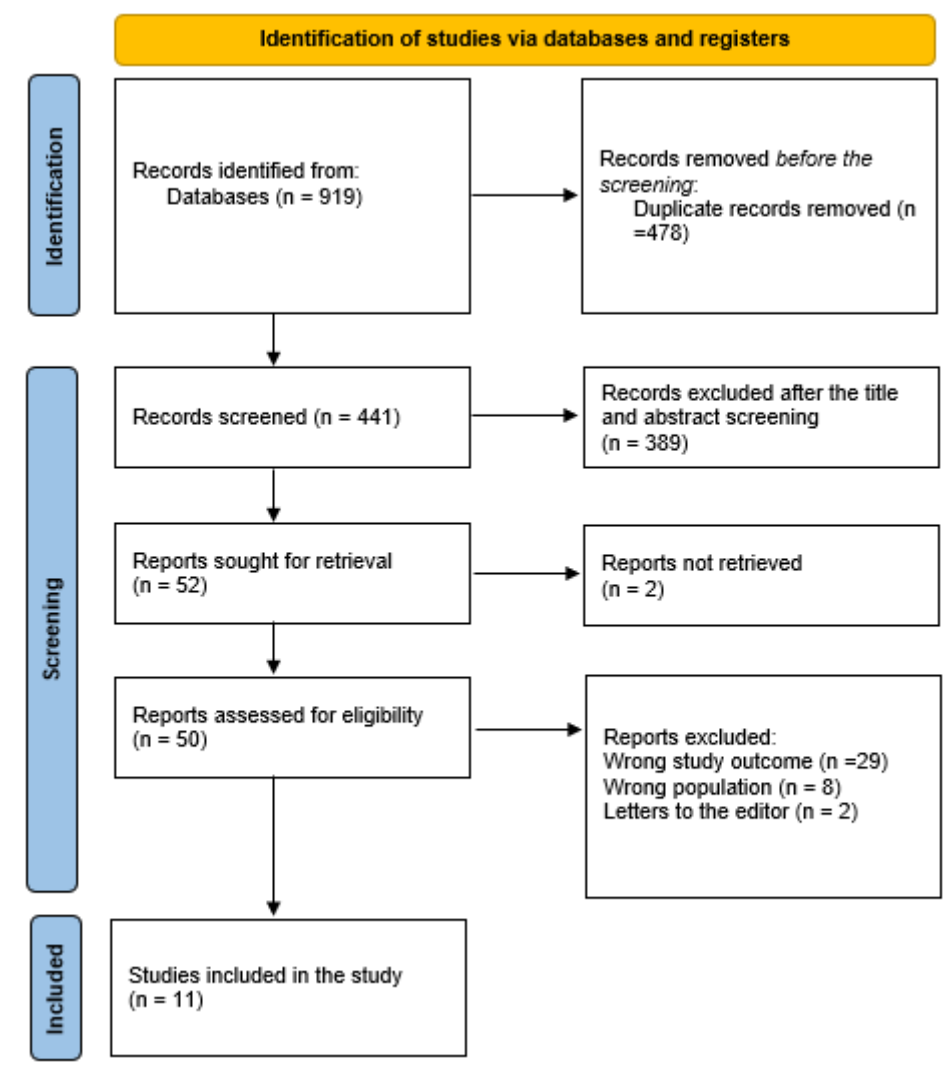 Identification of studies via databases and registers
Identification
Records identified from:
Databases (n = 919)
Records removed before the
screening:
Duplicate records removed (n
=478)
Screening
Records screened (n = 441)
Records excluded after the title
and abstract screening
(n = 389)
Reports sought for retrieval
(n = 52)
Reports not retrieved
(n = 2)
Reports assessed for eligibility
(n = 50)
Reports excluded:
Wrong study outcome (n =29)
Wrong population (n = 8)
Letters to the editor (n = 2)
Included
Studies included in the study
(n = 11)